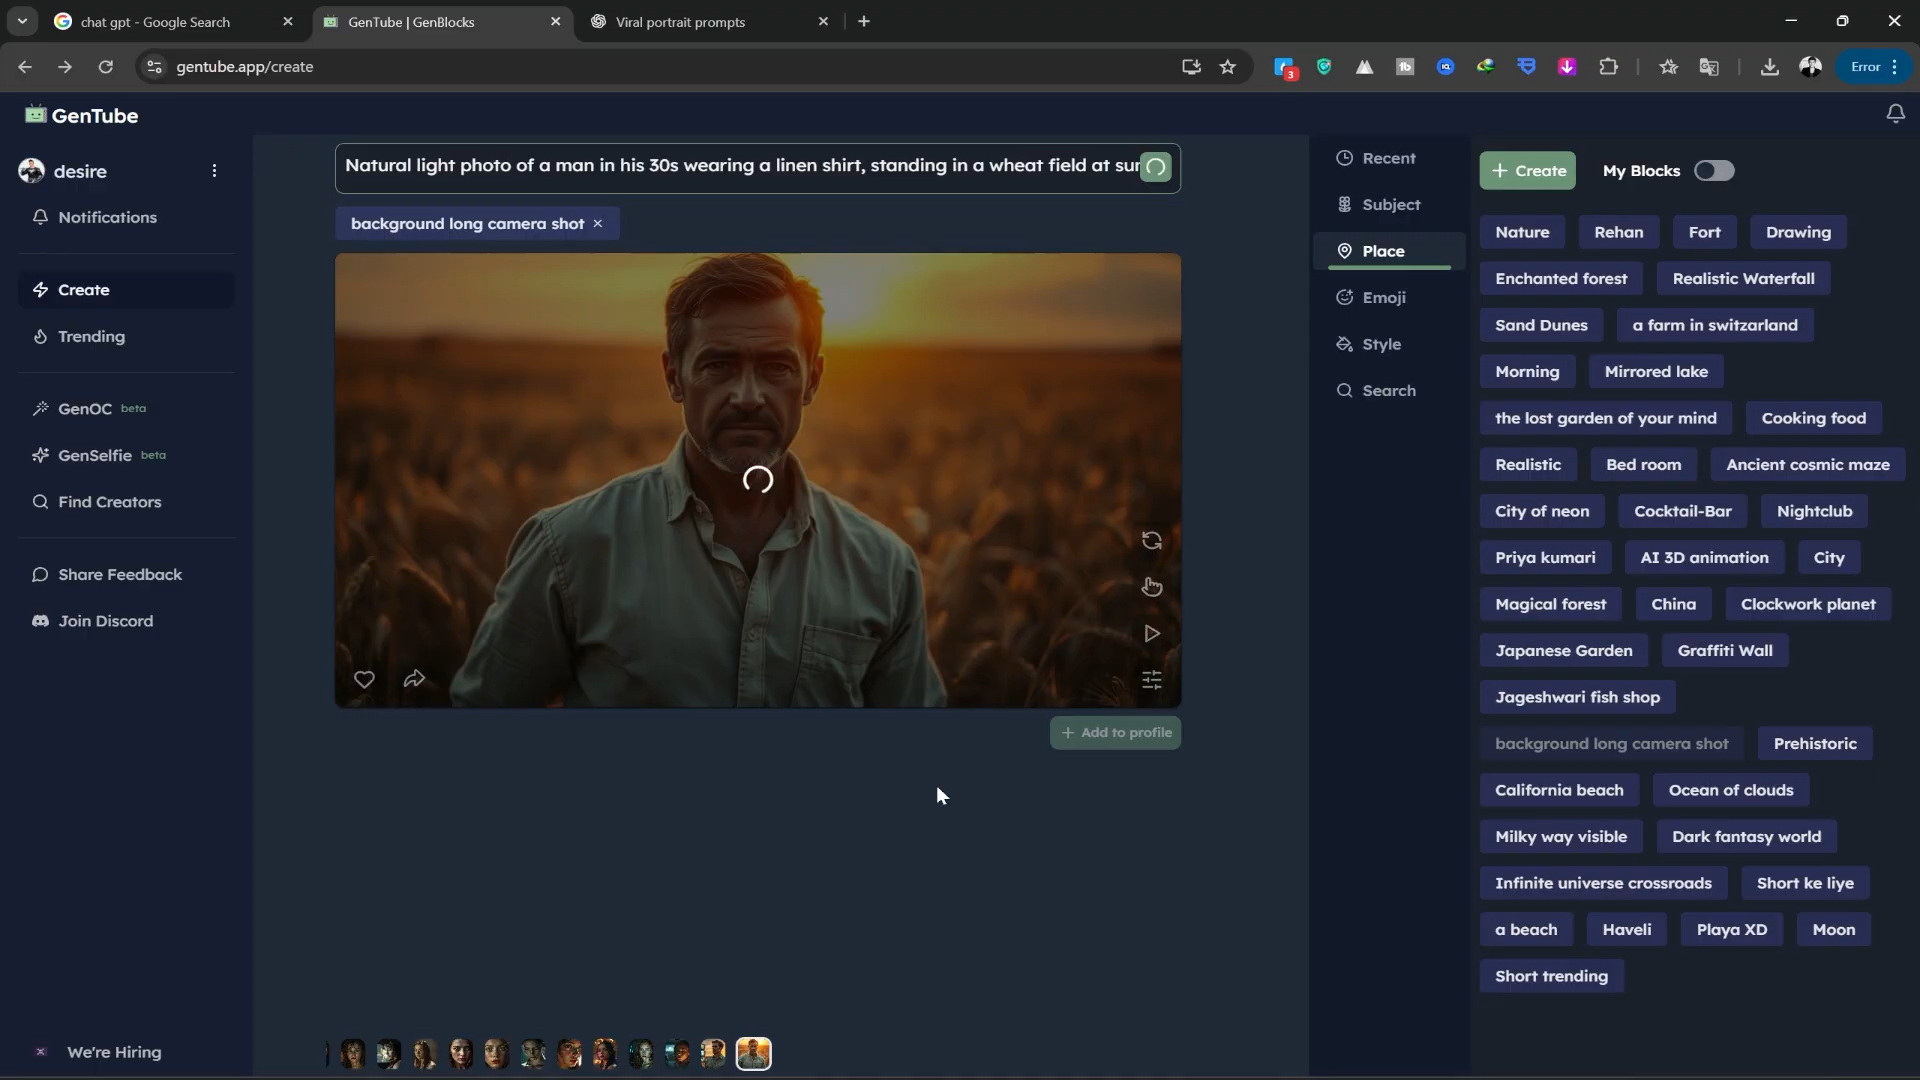 chat gpt - Google Search
GenTube | GenBlocks
Viral portrait prompts
gentube.app/create
3
Error
GenTube
desire
Notifications
Create
Trending
GenOC beta
GenSelfie beta
Find Creators
Share Feedback
Join Discord
We're Hiring
Natural light photo of a man in his 30s wearing a linen shirt, standing in a wheat field at sun
background long camera shot
Add to profile
Recent
Subject
Place
Emoji
Style
Search
Create My Blocks
Nature Rehan Fort Drawing
Enchanted forest Realistic Waterfall
Sand Dunes a farm in switzarland
Morning Mirrored lake
the lost garden of your mind Cooking food
Realistic Bed room Ancient cosmic maze
City of neon Cocktail-Bar Nightclub
Priya kumari AI 3D animation City
Magical forest China Clockwork planet
Japanese Garden Graffiti Wall
Jageshwari fish shop
background long camera shot Prehistoric
California beach Ocean of clouds
Milky way visible Dark fantasy world
Infinite universe crossroads Short ke liye
a beach Haveli Playa XD Moon
Short trending